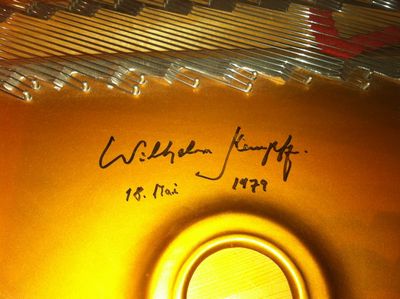 Wilhelm Kempff.
18. Mai 1979